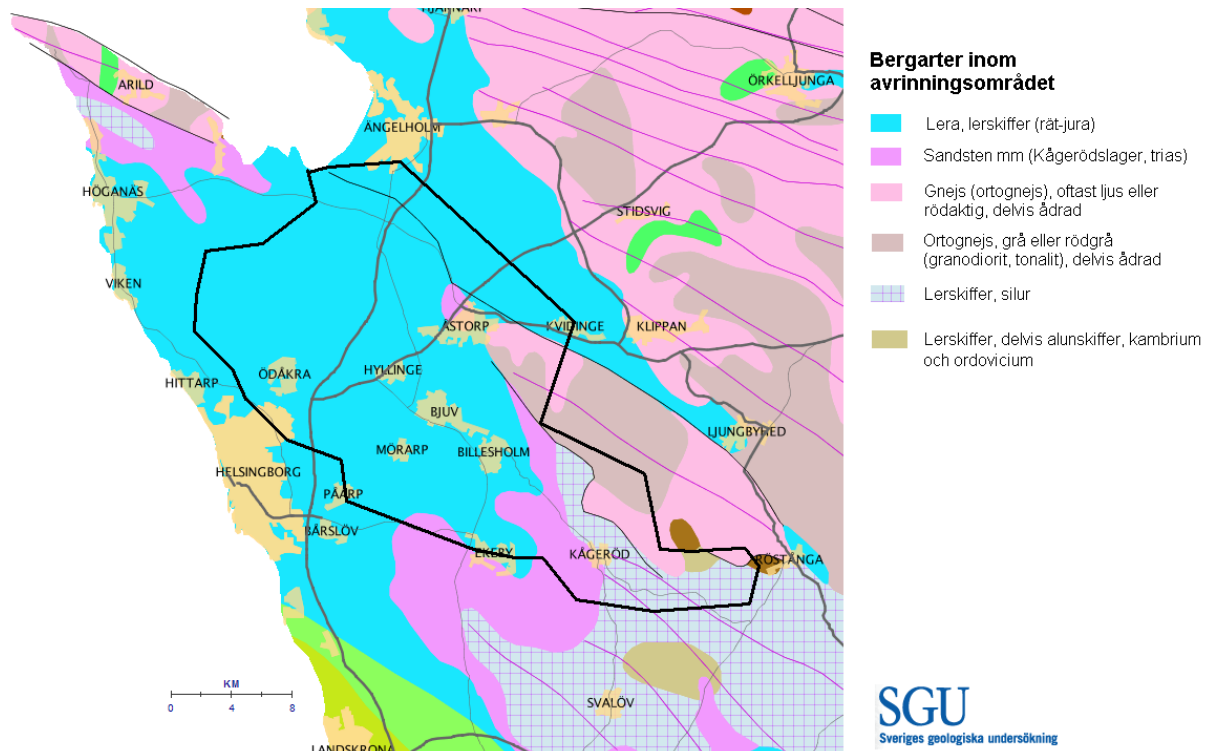 HJÄRNARP
ÖRKELLJUNGA
ARILD
ÄNGELHOLM
HÖGANÄS
STIDSVIG
VIKEN
ÅSTORP
KVIDINGE
KLIPPAN
HITTARP
ÖDÅKRA
HYLLINGE
BJUV
LJUNGBYHED
MÖRARP
BILLESHOLM
HELSINGBORG
PÅARP
BÅRSLÖV
EKEBY
KÅGERÖD
RÖSTÅNGA
KM
0 4 8
SVALÖV
LANDSKRONA
Bergarter inom
avrinningsområdet
Lera, lerskiffer (rät-jura)
Sandsten mm (Kågerödslager, trias)
Gnejs (ortognejs), oftast ljus eller
rödaktig, delvis ådrad
Ortognejs, grå eller rödgrå
(granodiorit, tonalit), delvis ådrad
Lerskiffer, silur
Lerskiffer, delvis alunskiffer, kambrium
och ordovicium
SGU
Sveriges geologiska undersökning